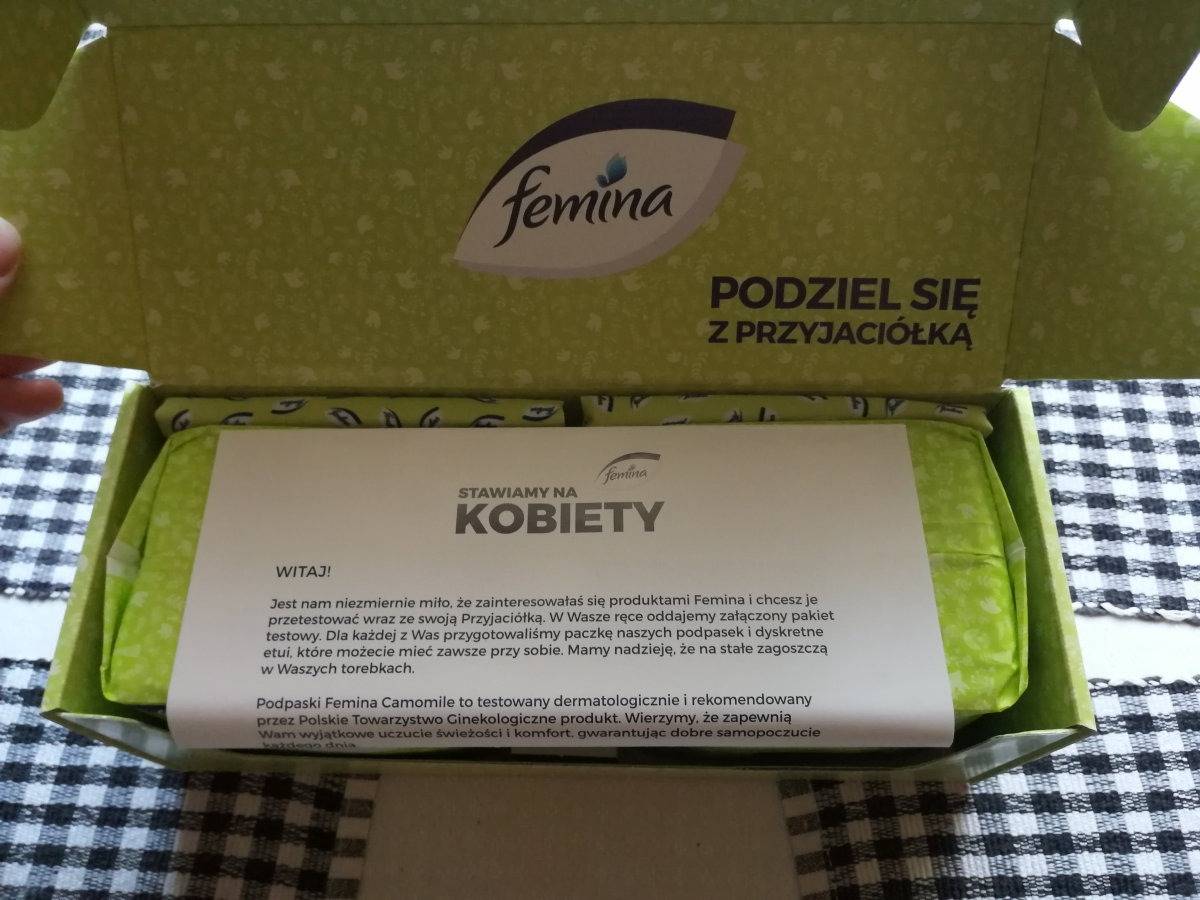 femina
PODZIEL SIĘ
Z PRZYJACIÓŁKĄ
femina
STAWIAMY NA
KOBIETY
WITAJ!
Jest nam niezmiernie miło, że zainteresowałaś się produktami Femina i chcesz je
przetestować wraz ze swoją Przyjaciółką. W Wasze ręce oddajemy załączony pakiet
testowy. Dla każdej z Was przygotowaliśmy paczkę naszych podpasek i dyskretne
etui, które możecie mieć zawsze przy sobie. Mamy nadzieję, że na stałe zagoszczą
w Waszych torebkach.
Podpaski Femina Camomile to testowany dermatologicznie i rekomendowany
przez Polskie Towarzystwo Ginekologiczne produkt. Wierzymy, że zapewnią
Wam wyjątkowe uczucie świeżości i komfort, gwarantując dobre samopoczucie
każdego dnia.